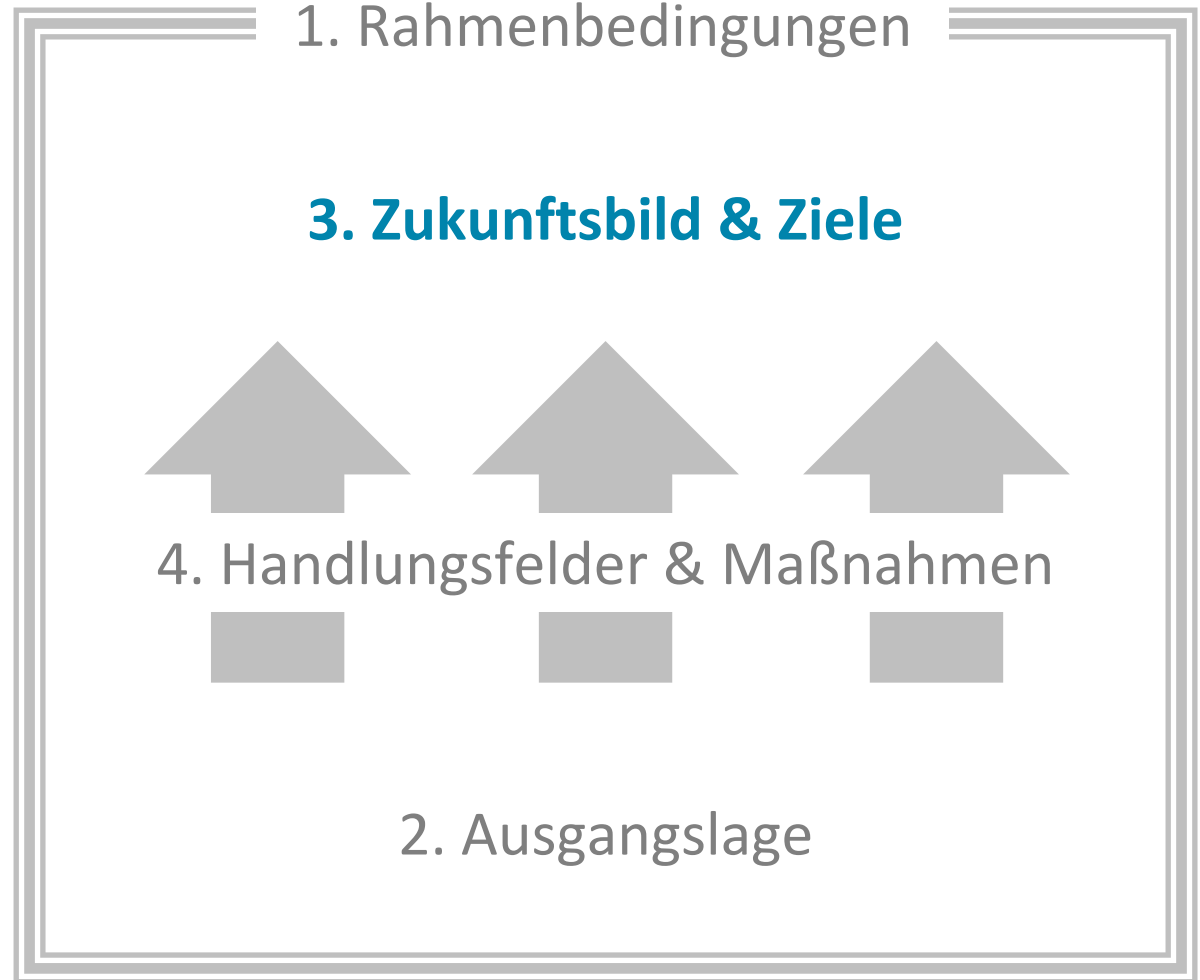 1. Rahmenbedingungen
3. Zukunftsbild & Ziele
4. Handlungsfelder & Maßnahmen
2. Ausgangslage